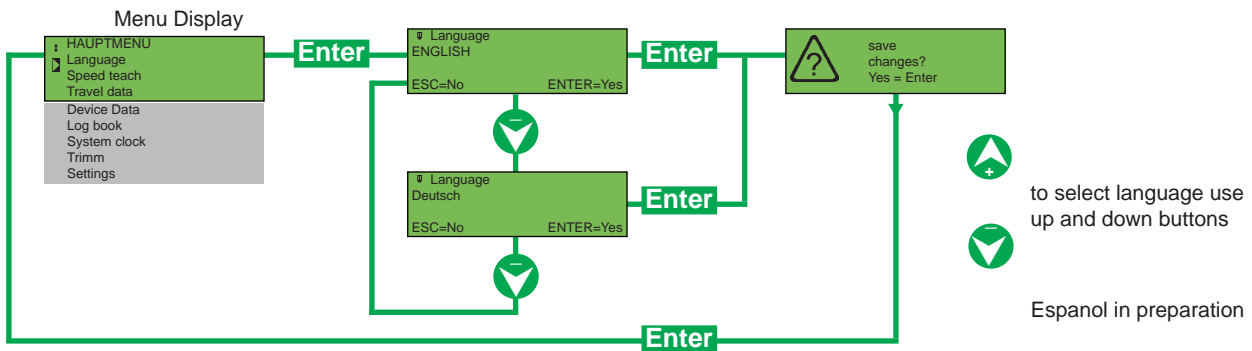 Menu Display
HAUPTMENU
Language
Speed teach
Travel data
Device Data
Log book
System clock
Trimm
Settings
Enter
Language
ENGLISH
ESC=No ENTER=Yes
Enter
save
changes?
Yes = Enter
?
–
Language
Deutsch
ESC=No ENTER=Yes
Enter
–
+
to select language use
up and down buttons
–
Espanol in preparation
Enter